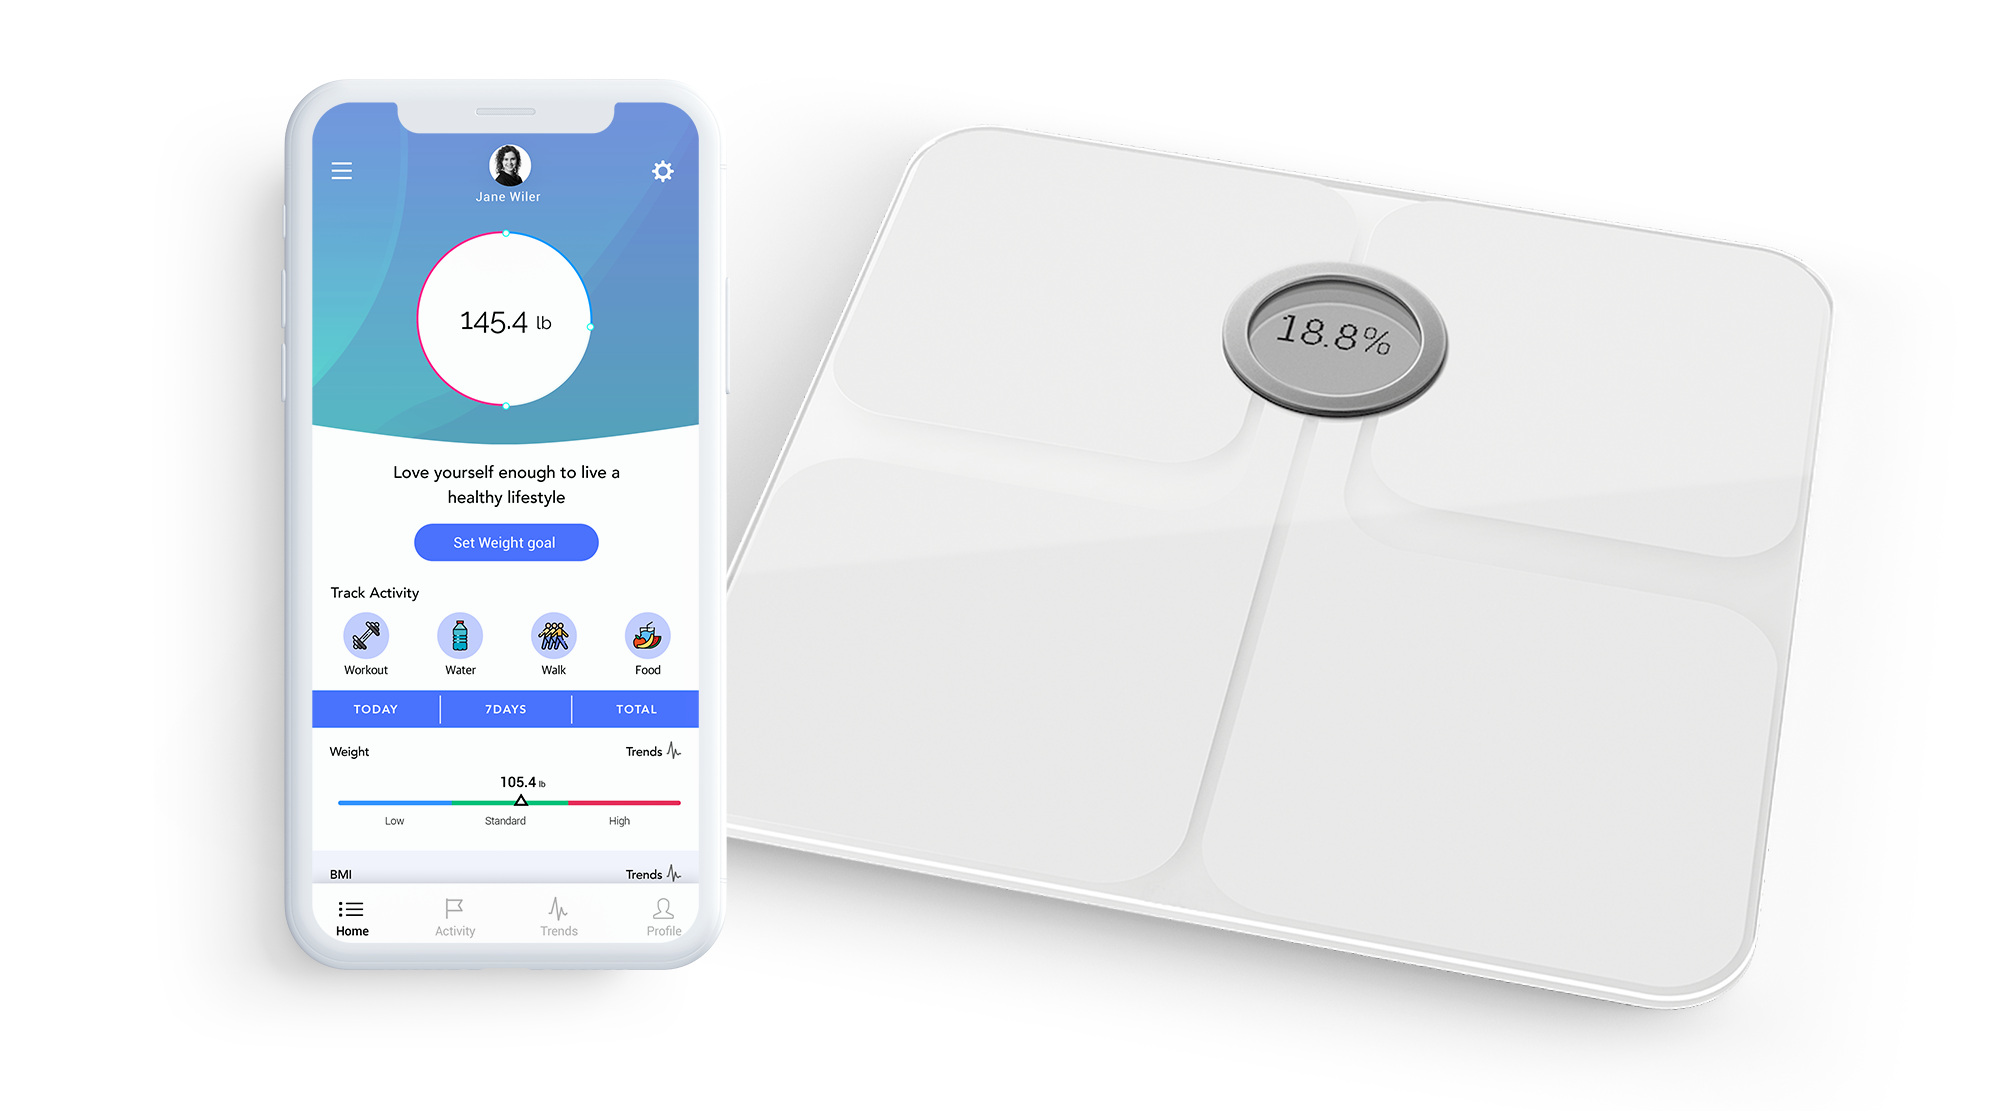 Jane Wiler
145.4 lb
Love yourself enough to live a
healthy lifestyle
Set Weight goal
Track Activity
Workout Water Walk Food
TODAY 7DAYS TOTAL
Weight Trends
105.4 lb
Low Standard High
BMI Trends
Home Activity Trends Profile
18.8%